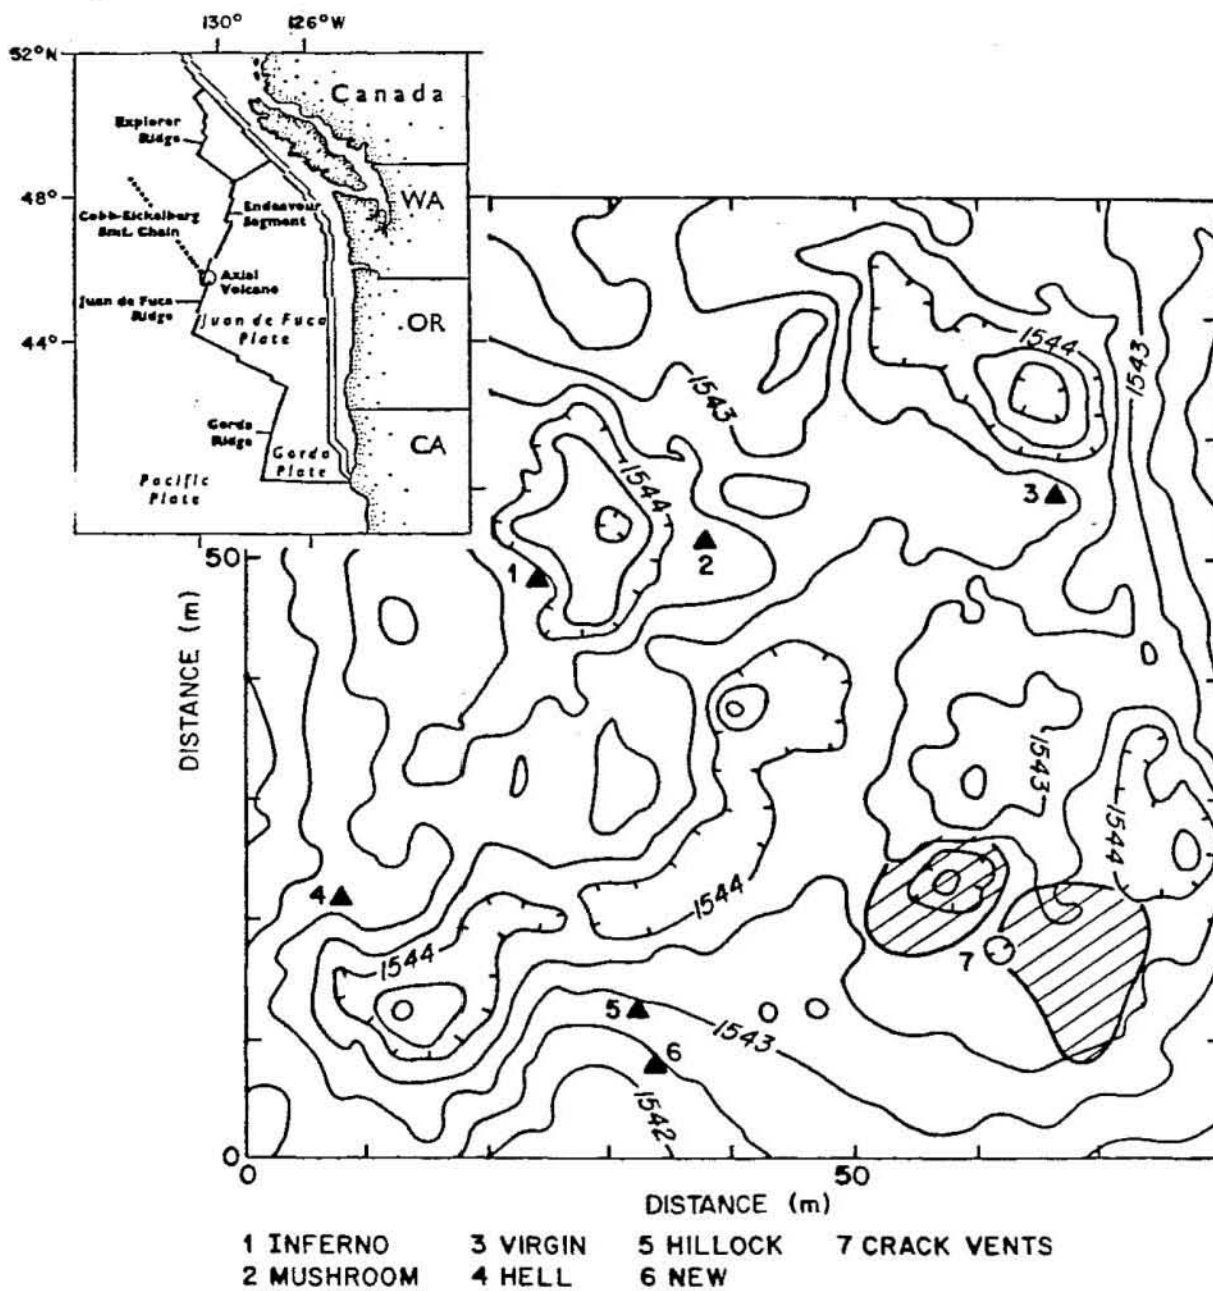 130° 126°W
52°N
Canada
Explorer
Ridge
48°
WA
Endeavour
Segment
Cobb-Eickelberg
Smt. Chain
Axial
Volcano
Juan de Fuca
Ridge
Juan de Fuca
Plate
OR
44°
Gorda
Ridge
CA
Gorda
Plate
Pacific
Plate
1544
1543
1543
1544
3
1
2
50
DISTANCE (m)
1543
1544
4
1544
1544
7
5
1543
6
1542
0
0
50
DISTANCE (m)
1 INFERNO 3 VIRGIN 5 HILLOCK 7 CRACK VENTS
2 MUSHROOM 4 HELL 6 NEW